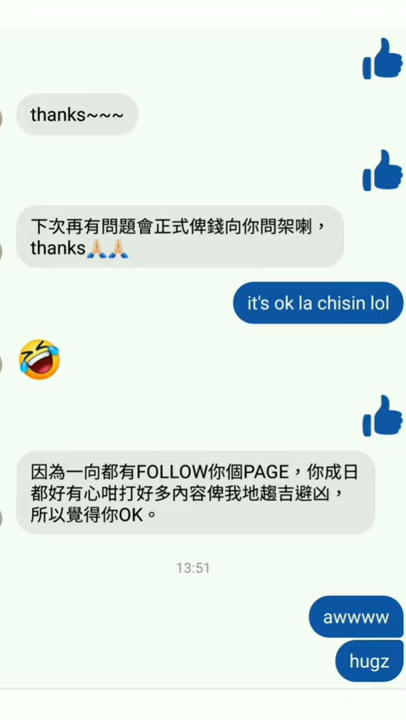 thanks~~~
下次再有問題會正式俾錢向你問架喇，
thanks🙏🏼🙏🏼
it's ok la chisin lol
因為一向都有FOLLOW你個PAGE，你成日
都好有心咁打好多內容俾我地趨吉避凶，
所以覺得你OK。
13:51
awwww
hugz